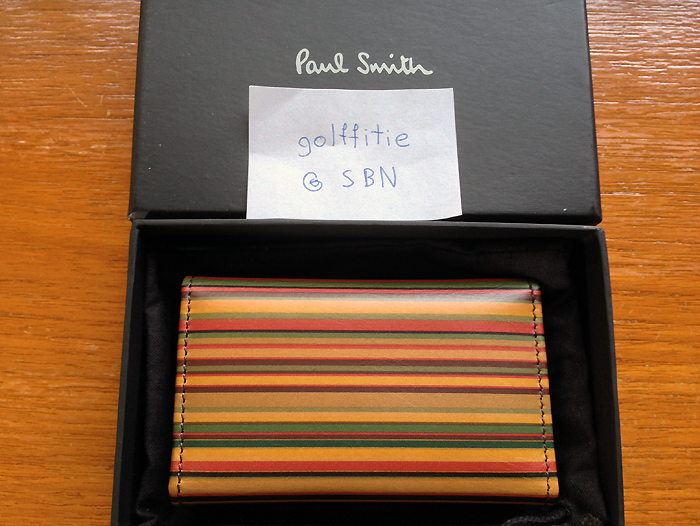 Paul Smith
golffitie
@ SBN